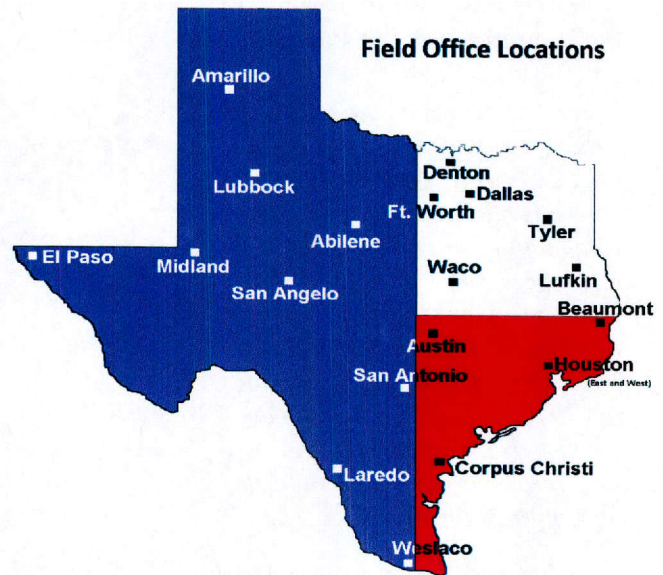 Field Office Locations
Amarillo
Denton
Lubbock
Dallas
Ft. Worth
Tyler
Abilene
El Paso
Midland
Waco
Lufkin
San Angelo
Beaumont
Austin
Houston
(East and West)
San Antonio
Laredo
Corpus Christi
Weslaco